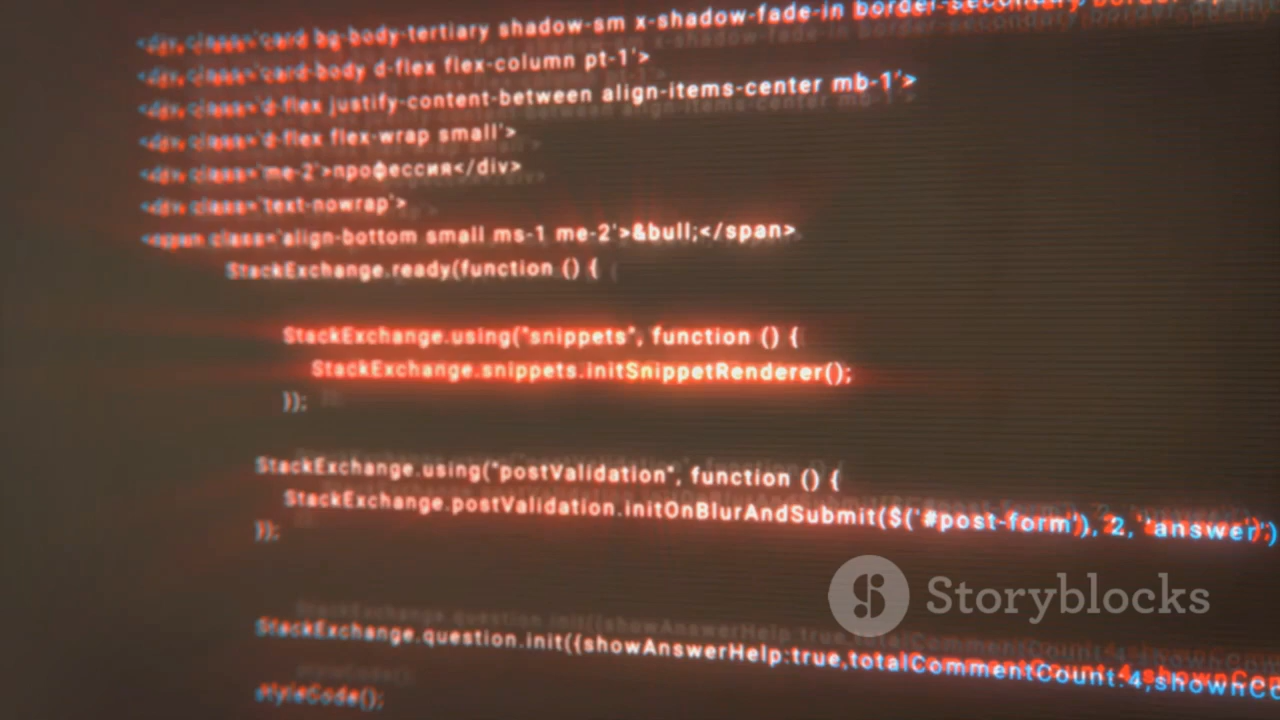 <div class='card bg-body-tertiary shadow-sm x-shadow-fade-in border-secondary border-
<div class='card-body d-flex flex-column pt-1'>
<div class='d-flex justify-content-between align-items-center mb-1'>
<div class='d-flex flex-wrap small'>
<div class='me-2'>профессия</div>
<div class='text-nowrap'>
<span class='align-bottom small ms-1 me-2'>&bull;</span>
StackExchange.ready(function () {
StackExchange.using("snippets", function () {
StackExchange.snippets.initSnippetRenderer();
});
StackExchange.using("postValidation", function () {
StackExchange.postValidation.initOnBlurAndSubmit($('#post-form'), 2, 'answer')
});
Storyblocks
StackExchange.question.init({showAnswerHelp:true,totalCommentCount:4,shownCo
styleCode();